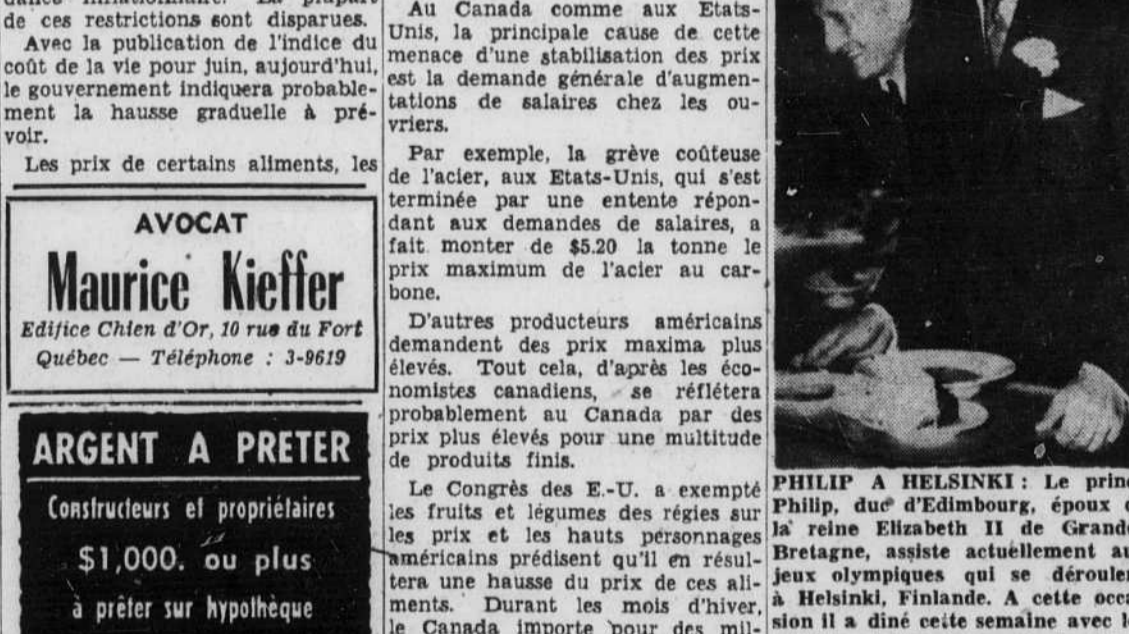 de ces restrictions sont disparues.
Avec la publication de l'indice du
coût de la vie pour juin, aujourd'hui,
le gouvernement indiquera probable-
ment la hausse graduelle à pré-
voir.
Les prix de certains aliments, les
AVOCAT
Maurice Kieffer
Edifice Chien d'Or, 10 rue du Fort
Québec — Téléphone : 3-9619
ARGENT A PRETER
Constructeurs et propriétaires
$1,000. ou plus
à prêter sur hypothèque
Au Canada comme aux Etats-
Unis, la principale cause de cette
menace d'une stabilisation des prix
est la demande générale d'augmen-
tations de salaires chez les ou-
vriers.
Par exemple, la grève coûteuse
de l'acier, aux Etats-Unis, qui s'est
terminée par une entente répon-
dant aux demandes de salaires, a
fait monter de $5.20 la tonne le
prix maximum de l'acier au car-
bone.
D'autres producteurs américains
demandent des prix maxima plus
élevés. Tout cela, d'après les éco-
nomistes canadiens, se réflétera
probablement au Canada par des
prix plus élevés pour une multitude
de produits finis.
Le Congrès des E.-U. a exempté
les fruits et légumes des régies sur
les prix et les hauts personnages
américains prédisent qu'il en résul-
tera une hausse du prix de ces ali-
ments. Durant les mois d'hiver,
le Canada importe pour des mil-
PHILIP A HELSINKI : Le princ
Philip, duc d'Edimbourg, époux d
la reine Elizabeth II de Grande
Bretagne, assiste actuellement au
jeux olympiques qui se déroulen
à Helsinki, Finlande. A cette occa
sion il a diné cette semaine avec le